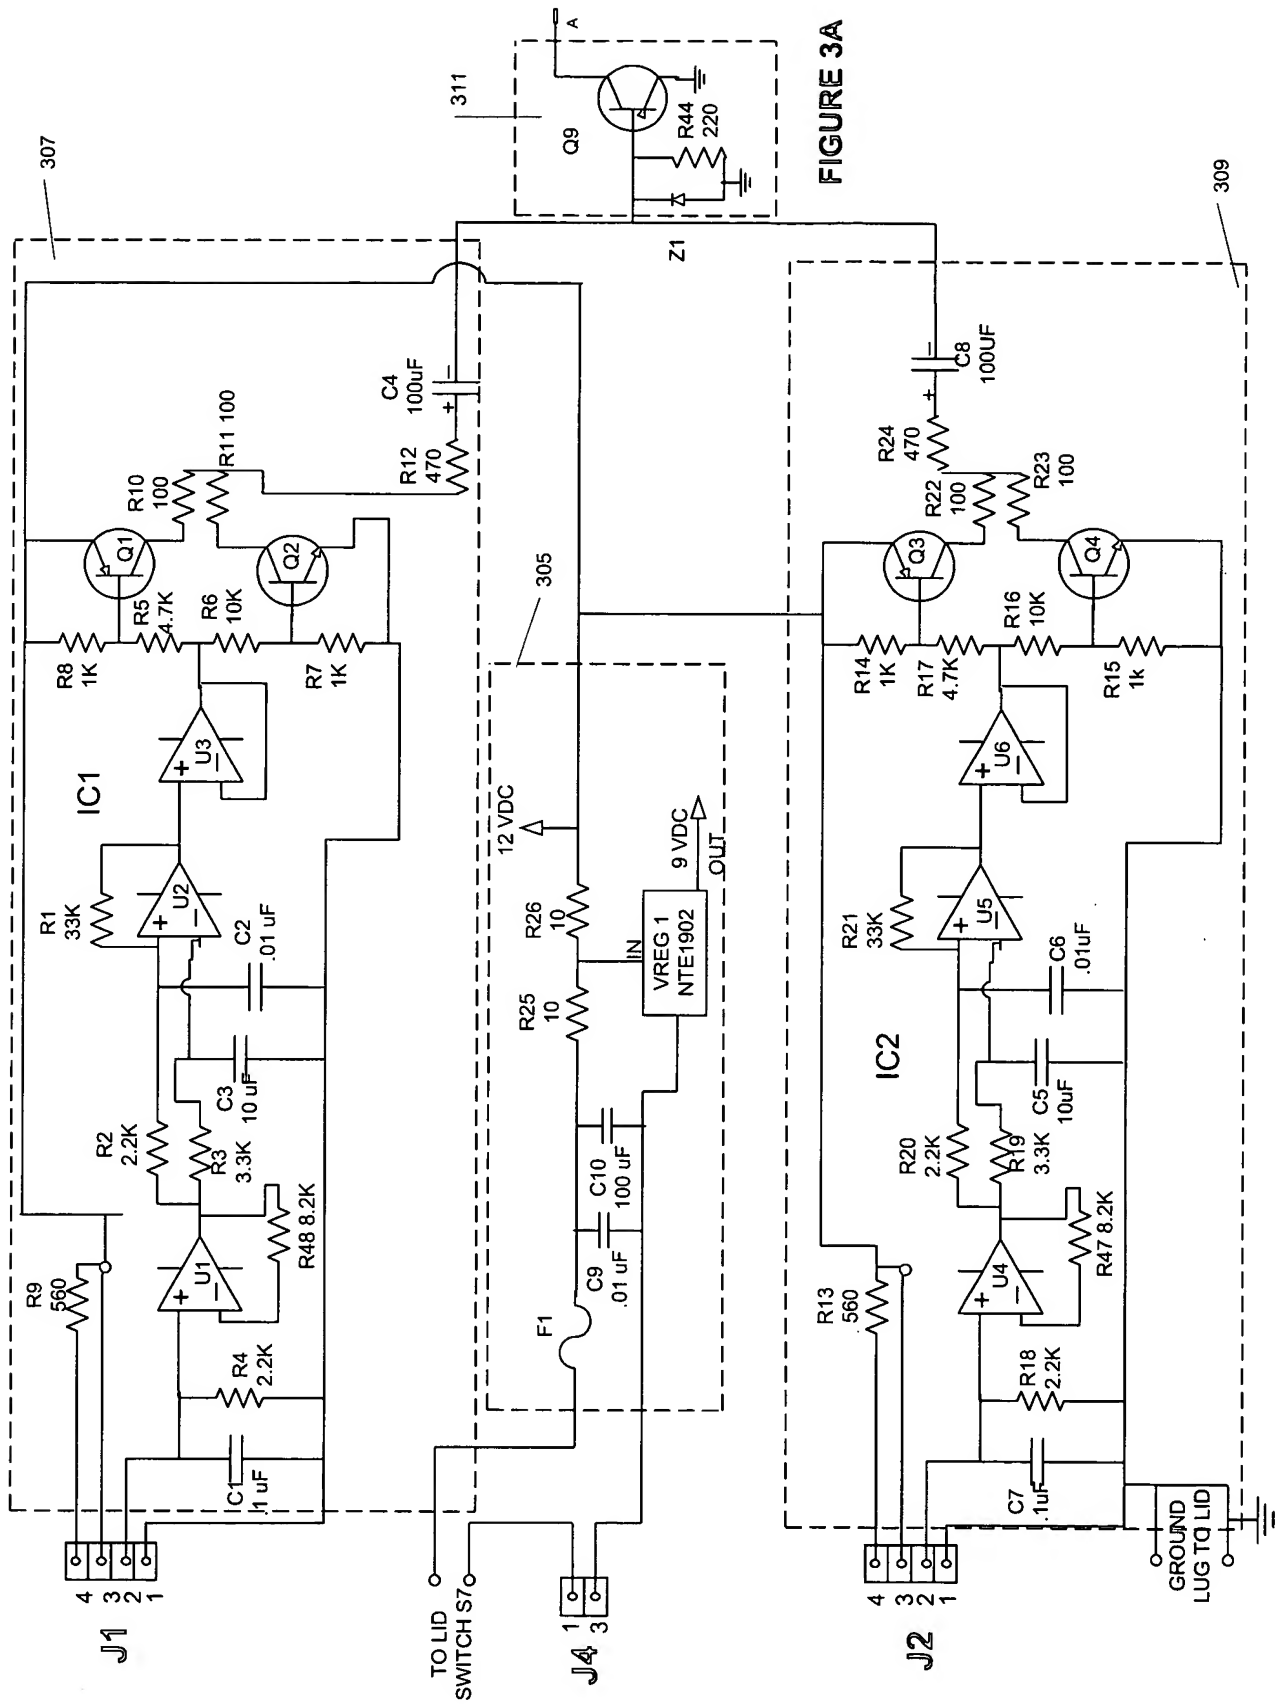 307
R8
1K
R5
4.7K
R6
10K
R7
1K
Q1
Q2
R10
100
R11 100
R12
470
C4
100uF
+
−
IC1
U3
+
−
R1
33K
U2
+
−
C2
.01 uF
C3
10 uF
R2
2.2K
R3
3.3K
R48 8.2K
U1
+
−
R9
560
R4
2.2K
C1
.1 uF
4
3
2
1
J1
305
12 VDC
9 VDC
OUT
R26
10
R25
10
IN
VREG 1
NTE1902
C10
100 uF
C9
.01 uF
F1
TO LID
SWITCH S7
1
3
J4
311
A
Q9
R44
220
Z1
FIGURE 3A
309
C8
100UF
+
−
R24
470
R22
100
R23
100
Q3
Q4
R14
1K
R17
4.7K
R16
10K
R15
1k
U6
+
−
IC2
R21
33K
U5
+
−
C6
.01uF
C5
10uF
R20
2.2K
R19
3.3K
R47 8.2K
U4
+
−
R13
560
R18
2.2K
C7
.1uF
4
3
2
1
J2
GROUND
LUG TO LID